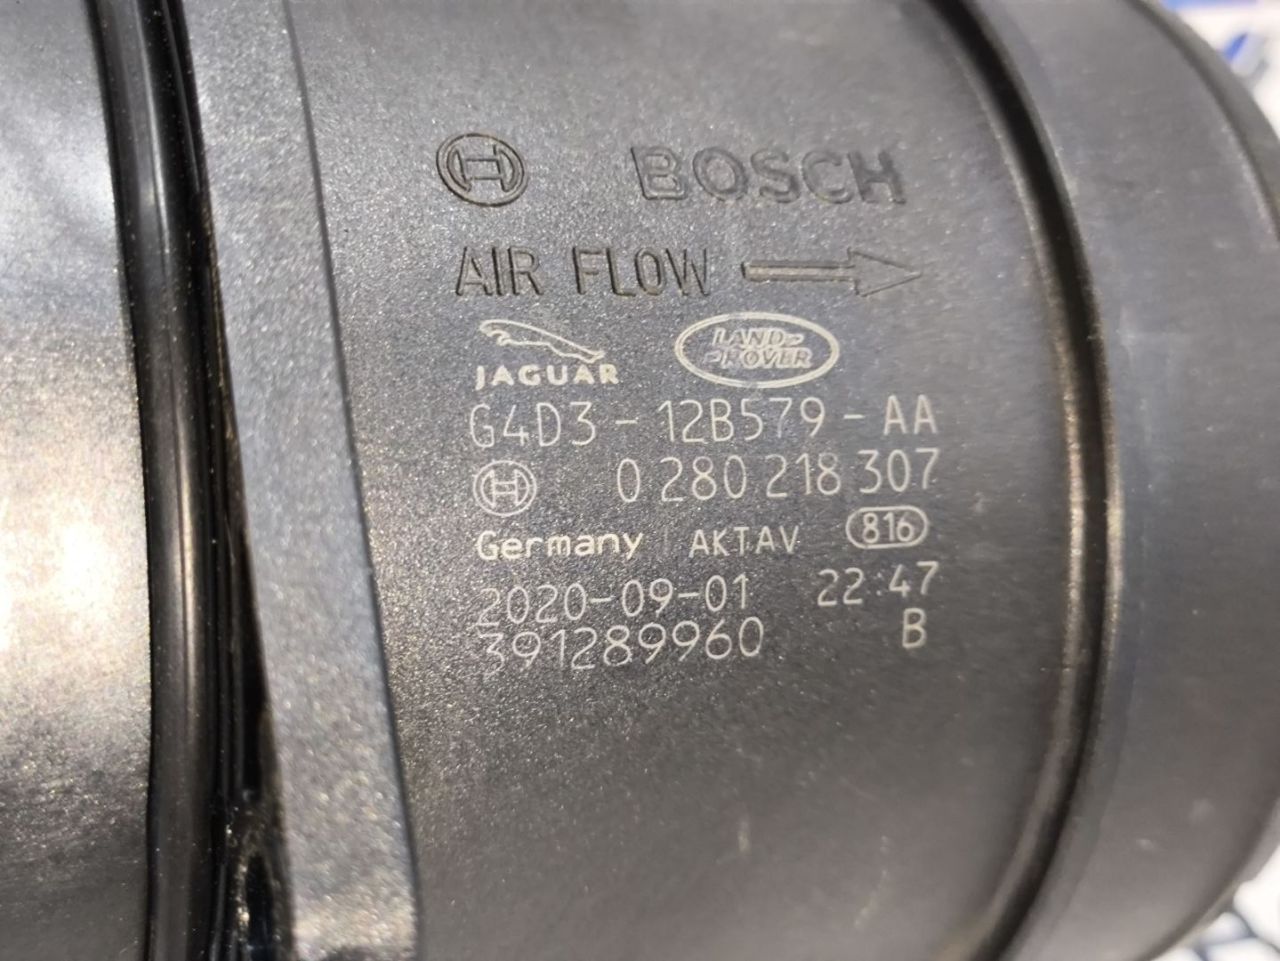 BOSCH
AIR FLOW
JAGUAR LAND ROVER
G4D3 - 12B579 - AA
0 280 218 307
Germany AKTAV 816
2020-09-01 22:47
391289960 B